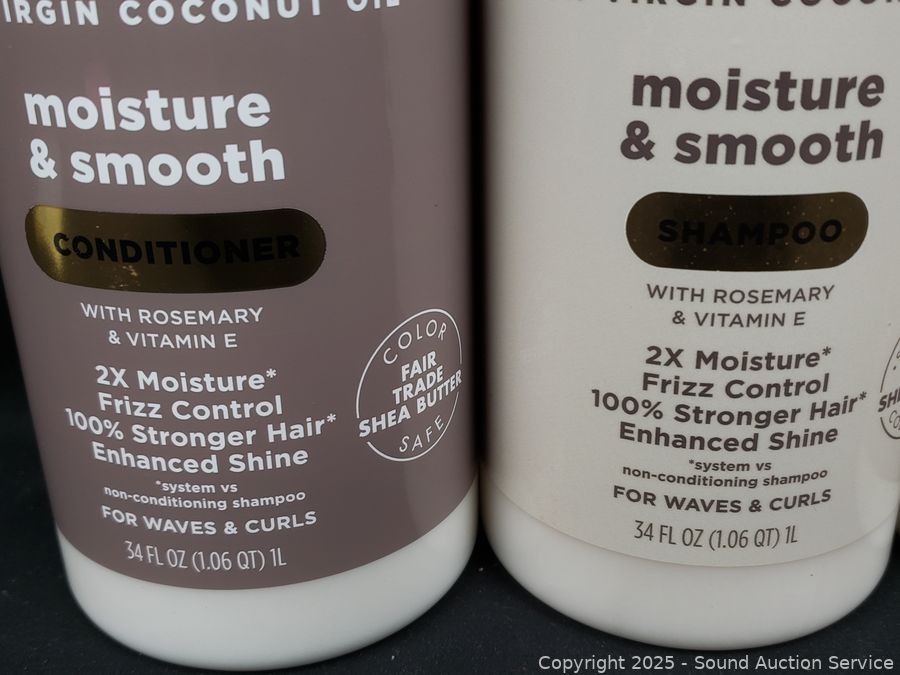 VIRGIN COCONUT OIL
moisture
& smooth
CONDITIONER
WITH ROSEMARY
& VITAMIN E
2X Moisture*
Frizz Control
100% Stronger Hair*
Enhanced Shine
*system vs
non-conditioning shampoo
FOR WAVES & CURLS
34 FL OZ (1.06 QT) 1L
COLOR
FAIR
TRADE
SHEA BUTTER
SAFE
moisture
& smooth
SHAMPOO
WITH ROSEMARY
& VITAMIN E
2X Moisture*
Frizz Control
100% Stronger Hair*
Enhanced Shine
*system vs
non-conditioning shampoo
FOR WAVES & CURLS
34 FL OZ (1.06 QT) 1L
Copyright 2025 - Sound Auction Service